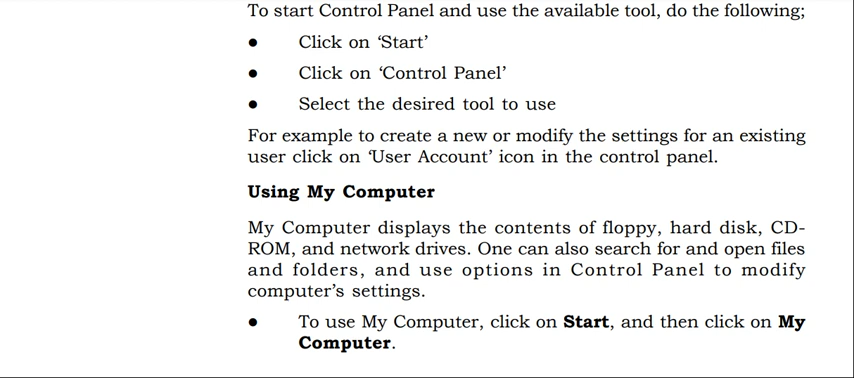 To start Control Panel and use the available tool, do the following;
● Click on ‘Start’
● Click on ‘Control Panel’
● Select the desired tool to use
For example to create a new or modify the settings for an existing
user click on ‘User Account’ icon in the control panel.
Using My Computer
My Computer displays the contents of floppy, hard disk, CD-
ROM, and network drives. One can also search for and open files
and folders, and use options in Control Panel to modify
computer’s settings.
● To use My Computer, click on Start, and then click on My
Computer.